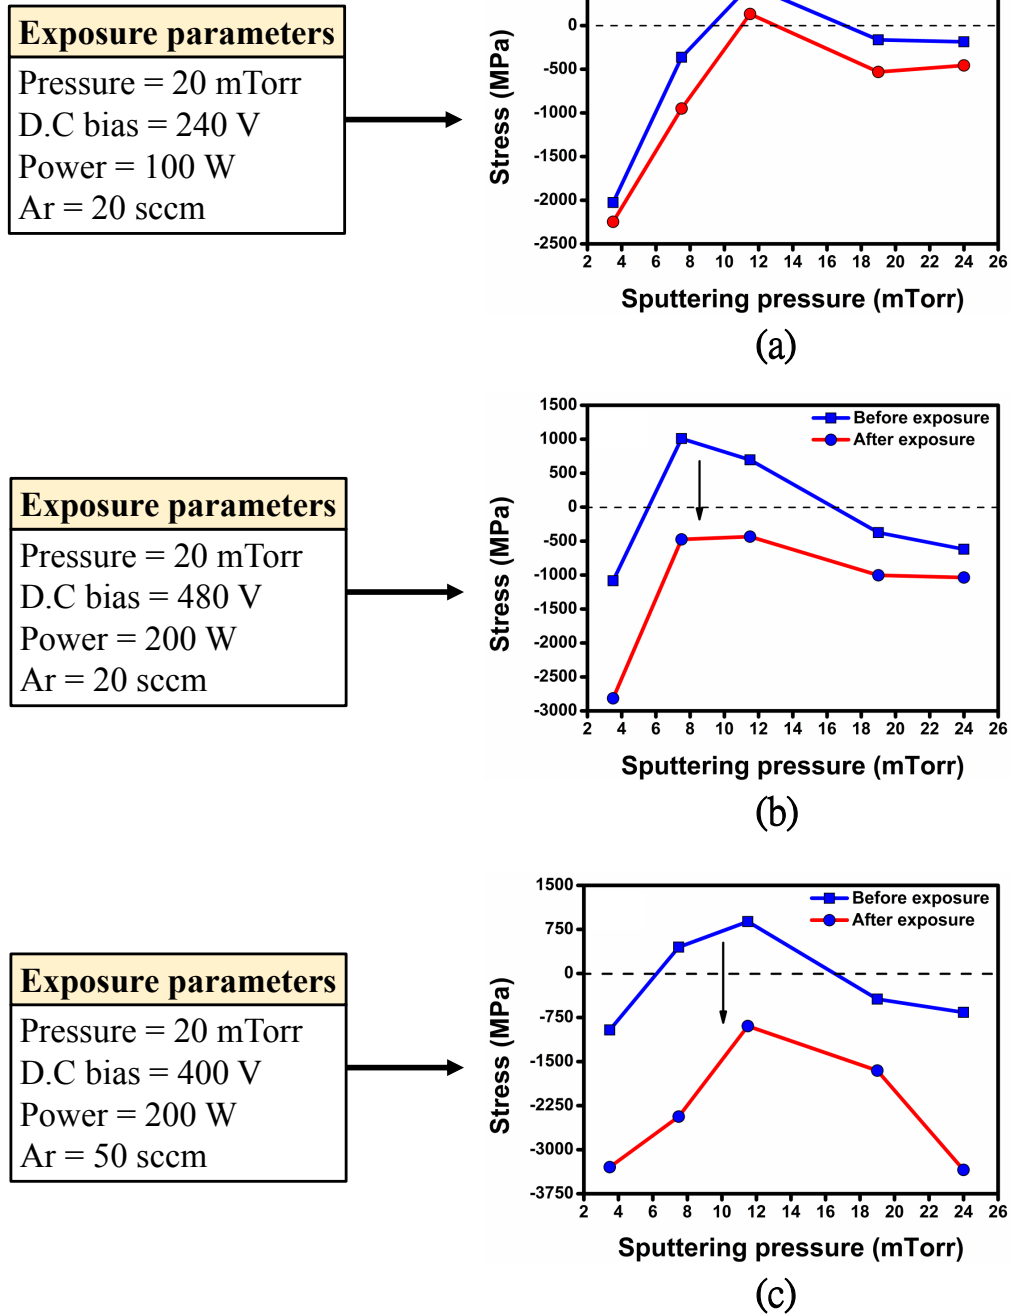 Exposure parameters
Pressure = 20 mTorr
D.C bias = 240 V
Power = 100 W
Ar = 20 sccm
Stress (MPa)
0
-500
-1000
-1500
-2000
-2500
2 4 6 8 10 12 14 16 18 20 22 24 26
Sputtering pressure (mTorr)
(a)
Exposure parameters
Pressure = 20 mTorr
D.C bias = 480 V
Power = 200 W
Ar = 20 sccm
Stress (MPa)
1500
1000
500
0
-500
-1000
-1500
-2000
-2500
-3000
Before exposure
After exposure
2 4 6 8 10 12 14 16 18 20 22 24 26
Sputtering pressure (mTorr)
(b)
Exposure parameters
Pressure = 20 mTorr
D.C bias = 400 V
Power = 200 W
Ar = 50 sccm
Stress (MPa)
1500
750
0
-750
-1500
-2250
-3000
-3750
Before exposure
After exposure
2 4 6 8 10 12 14 16 18 20 22 24 26
Sputtering pressure (mTorr)
(c)